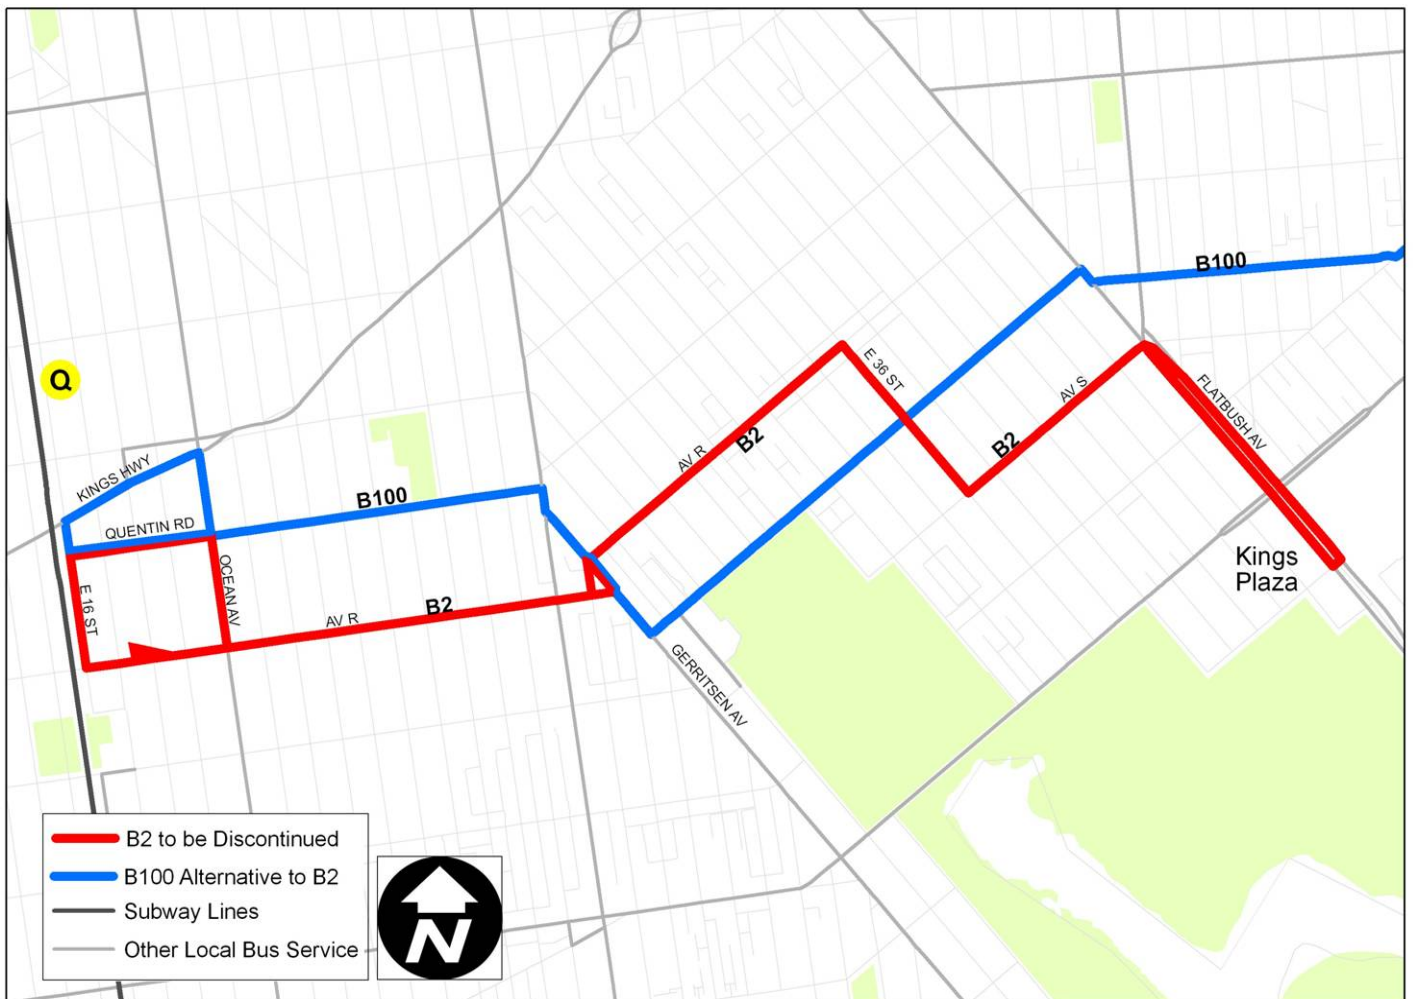 B100
E 36 ST
Q
AV S
FLATBUSH AV
AV R
B2
B2
KINGS HWY
B100
QUENTIN RD
Kings
Plaza
E 16 ST
OCEAN AV
B2
AV R
GERRITSEN AV
B2 to be Discontinued
B100 Alternative to B2
Subway Lines
Other Local Bus Service
N